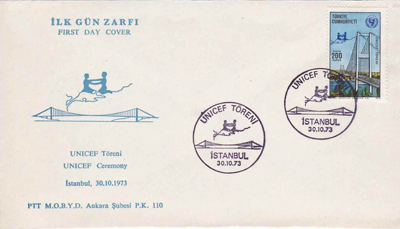 İLK GÜN ZARFI
FIRST DAY COVER
UNICEF Töreni
UNICEF Ceremony
İstanbul, 30.10.1973
PTT M.O.B.Y.D. Ankara Şubesi P.K. 110
UNICEF TÖRENİ
İSTANBUL
30.10.73
UNICEF TÖRENİ
İSTANBUL
30.10.73
TÜRKİYE
CUMHURİYETİ
200